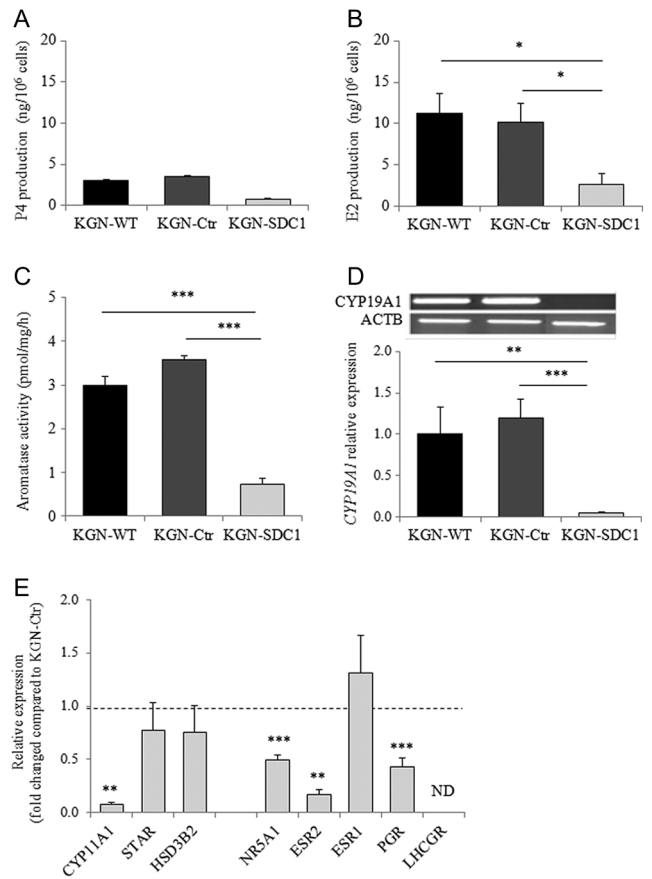 A
P4 production (ng/10⁶ cells)
20
15
10
5
0
KGN-WT KGN-Ctr KGN-SDC1
B
E2 production (ng/10⁶ cells)
20
15
10
5
0
*
*
KGN-WT KGN-Ctr KGN-SDC1
C
Aromatase activity (pmol/mg/h)
5
4
3
2
1
0
***
***
KGN-WT KGN-Ctr KGN-SDC1
D
CYP19A1
ACTB
CYP19A1 relative expression
2.0
1.5
1.0
0.5
0.0
**
***
KGN-WT KGN-Ctr KGN-SDC1
E
Relative expression
(fold changed compared to KGN-Ctr)
2.0
1.5
1.0
0.5
0.0
**
***
**
***
ND
CYP11A1
STAR
HSD3B2
NR5A1
ESR2
ESR1
PGR
LHCGR